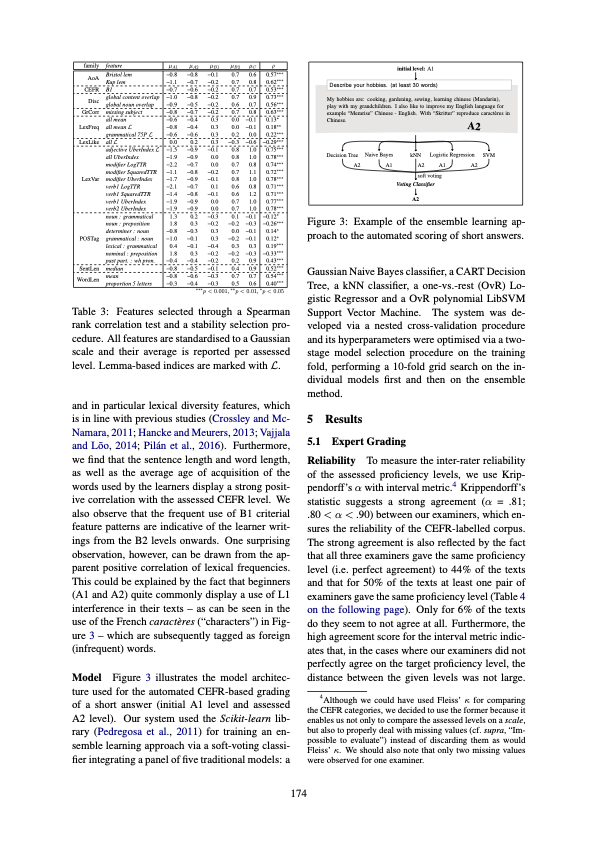 family feature μA1 μA2 μB1 μB2 μC ρ
AoA
Bristol lem −0.8 −0.8 −0.1 0.7 0.6 0.57***
Kup lem −1.1 −0.7 −0.2 0.7 0.8 0.62***
CEFR B1 −0.7 −0.6 −0.2 0.7 0.7 0.53***
Disc
global content overlap −1.0 −0.8 −0.2 0.7 0.9 0.73***
global noun overlap −0.9 −0.5 −0.2 0.6 0.7 0.56***
GrCorr missing subject −0.8 −0.7 −0.2 0.7 0.8 0.63***
LexFreq
all mean −0.6 −0.4 0.3 0.0 −0.1 0.13*
all mean ℒ −0.8 −0.4 0.3 0.0 −0.1 0.18**
grammatical 75P ℒ −0.6 −0.6 0.3 0.2 0.0 0.22***
LexLike all ℒ 0.0 0.2 0.3 −0.3 −0.6 −0.29***
LexVar
adjective UberIndex ℒ −1.5 −0.9 −0.1 0.8 1.0 0.75***
all UberIndex −1.9 −0.9 0.0 0.8 1.0 0.78***
modifier LogTTR −2.2 −0.7 0.0 0.7 0.8 0.74***
modifier SquaredTTR −1.1 −0.8 −0.2 0.7 1.1 0.72***
modifier UberIndex −1.7 −0.9 −0.1 0.8 1.0 0.78***
verb1 LogTTR −2.1 −0.7 0.1 0.6 0.8 0.71***
verb1 SquaredTTR −1.4 −0.8 −0.1 0.6 1.2 0.71***
verb1 UberIndex −1.9 −0.9 0.0 0.7 1.0 0.77***
verb2 UberIndex −1.9 −0.9 0.0 0.7 1.0 0.78***
POSTag
noun : grammatical 1.3 0.2 −0.3 0.1 −0.1 −0.12*
noun : preposition 1.8 0.3 −0.2 −0.2 −0.3 −0.26***
determiner : noun −0.8 −0.3 0.3 0.0 −0.1 0.14*
grammatical : noun −1.0 −0.1 0.3 −0.2 −0.1 0.12*
lexical : grammatical 0.4 −0.1 −0.4 0.3 0.3 0.19***
nominal : preposition 1.8 0.3 −0.2 −0.2 −0.3 −0.33***
past part. : wh pron. −0.4 −0.4 −0.2 0.2 0.9 0.43***
SentLen median −0.8 −0.5 −0.1 0.4 0.9 0.52***
WordLen
mean −0.8 −0.6 −0.3 0.7 0.7 0.54***
proportion 5 letters −0.3 −0.4 −0.3 0.5 0.6 0.40***
***p < 0.001, **p < 0.01, *p < 0.05
Table 3: Features selected through a Spearman
rank correlation test and a stability selection pro-
cedure. All features are standardised to a Gaussian
scale and their average is reported per assessed
level. Lemma-based indices are marked with ℒ.
and in particular lexical diversity features, which
is in line with previous studies (Crossley and Mc-
Namara, 2011; Hancke and Meurers, 2013; Vajjala
and Lõo, 2014; Pilán et al., 2016). Furthermore,
we find that the sentence length and word length,
as well as the average age of acquisition of the
words used by the learners display a strong posit-
ive correlation with the assessed CEFR level. We
also observe that the frequent use of B1 criterial
feature patterns are indicative of the learner writ-
ings from the B2 levels onwards. One surprising
observation, however, can be drawn from the ap-
parent positive correlation of lexical frequencies.
This could be explained by the fact that beginners
(A1 and A2) quite commonly display a use of L1
interference in their texts – as can be seen in the
use of the French caractères (“characters”) in Fig-
ure 3 – which are subsequently tagged as foreign
(infrequent) words.
Model Figure 3 illustrates the model architec-
ture used for the automated CEFR-based grading
of a short answer (initial A1 level and assessed
A2 level). Our system used the Scikit-learn lib-
rary (Pedregosa et al., 2011) for training an en-
semble learning approach via a soft-voting classi-
fier integrating a panel of five traditional models: a
initial level: A1
Describe your hobbies. (at least 30 words)
My hobbies are: cooking, gardening, sewing, learning chinese (Mandarin),
play with my grandchildren. I also like to improve my English language for
example "Memrise" Chinese - English. With "Skritter" reproduce caractères in
Chinese.
A2
Decision Tree Naive Bayes kNN Logistic Regression SVM
A2 A1 A2 A1 A2
soft voting
Voting Classifier
A2
Figure 3: Example of the ensemble learning ap-
proach to the automated scoring of short answers.
Gaussian Naive Bayes classifier, a CART Decision
Tree, a kNN classifier, a one-vs.-rest (OvR) Lo-
gistic Regressor and a OvR polynomial LibSVM
Support Vector Machine. The system was de-
veloped via a nested cross-validation procedure
and its hyperparameters were optimised via a two-
stage model selection procedure on the training
fold, performing a 10-fold grid search on the in-
dividual models first and then on the ensemble
method.
5 Results
5.1 Expert Grading
Reliability To measure the inter-rater reliability
of the assessed proficiency levels, we use Krip-
pendorff's α with interval metric.4 Krippendorff's
statistic suggests a strong agreement (α = .81;
.80 < α < .90) between our examiners, which en-
sures the reliability of the CEFR-labelled corpus.
The strong agreement is also reflected by the fact
that all three examiners gave the same proficiency
level (i.e. perfect agreement) to 44% of the texts
and that for 50% of the texts at least one pair of
examiners gave the same proficiency level (Table 4
on the following page). Only for 6% of the texts
do they seem to not agree at all. Furthermore, the
high agreement score for the interval metric indic-
ates that, in the cases where our examiners did not
perfectly agree on the target proficiency level, the
distance between the given levels was not large.
4Although we could have used Fleiss' κ for comparing
the CEFR categories, we decided to use the former because it
enables us not only to compare the assessed levels on a scale,
but also to properly deal with missing values (cf. supra, “Im-
possible to evaluate”) instead of discarding them as would
Fleiss' κ. We should also note that only two missing values
were observed for one examiner.
174